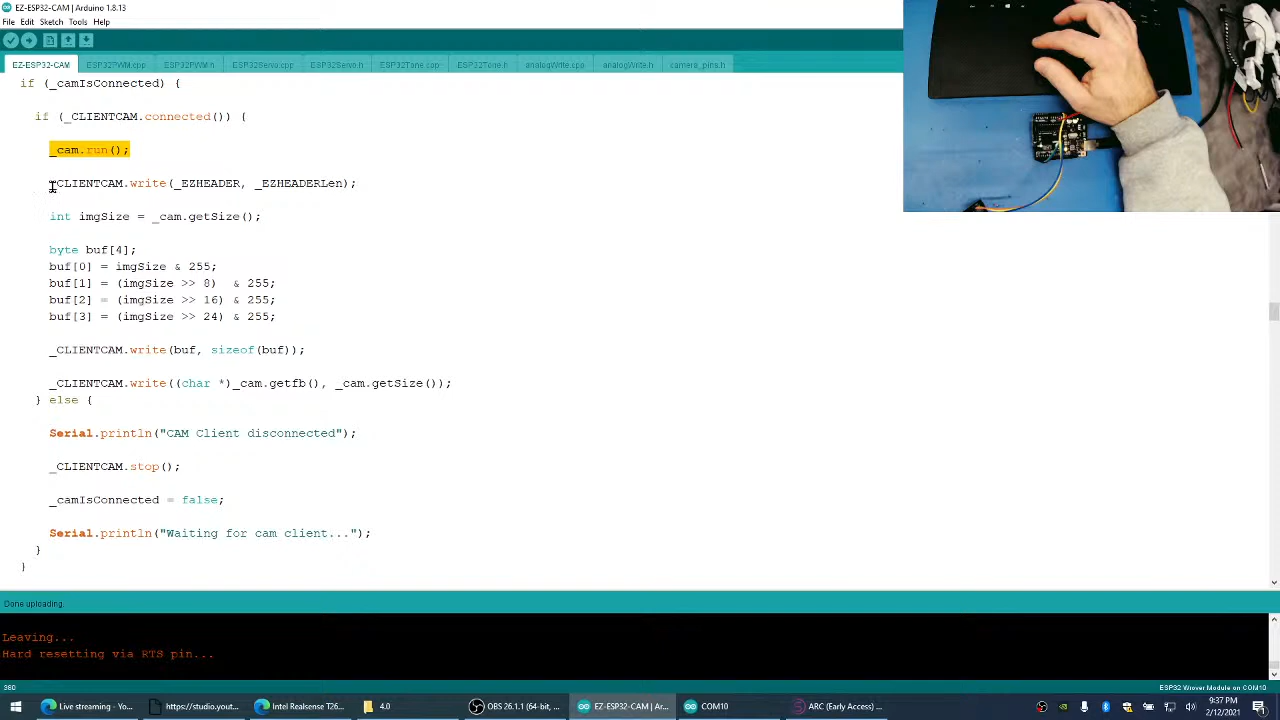 EZ-ESP32-CAM | Arduino 1.8.13
File Edit Sketch Tools Help
EZ-ESP32-CAM ESP32PWM.cpp ESP32PWM.h ESP32Servo.cpp ESP32Servo.h ESP32Tone.cpp ESP32Tone.h analogWrite.cpp analogWrite.h camera_pins.h
if (_camIsConnected) {
if (_CLIENTCAM.connected()) {
_cam.run();
_CLIENTCAM.write(_EZHEADER, _EZHEADERLen);
int imgSize = _cam.getSize();
byte buf[4];
buf[0] = imgSize & 255;
buf[1] = (imgSize >> 8)  & 255;
buf[2] = (imgSize >> 16) & 255;
buf[3] = (imgSize >> 24) & 255;
_CLIENTCAM.write(buf, sizeof(buf));
_CLIENTCAM.write((char *)_cam.getfb(), _cam.getSize());
} else {
Serial.println("CAM Client disconnected");
_CLIENTCAM.stop();
_camIsConnected = false;
Serial.println("Waiting for cam client...");
}
}
Done uploading.
Leaving...
Hard resetting via RTS pin...
380 ESP32 Wrover Module on COM10
Live streaming - Yo... https://studio.yout... Intel Realsense T26... 4.0 OBS 26.1.1 (64-bit, ... EZ-ESP32-CAM | Ar... COM10 ARC (Early Access) ...
9:37 PM
2/12/2021